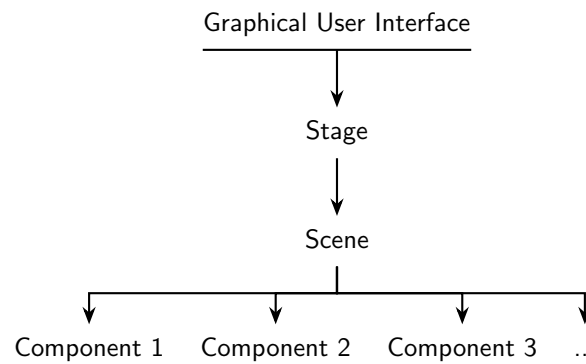 Graphical User Interface
Stage
Scene
Component 1 Component 2 Component 3 ...